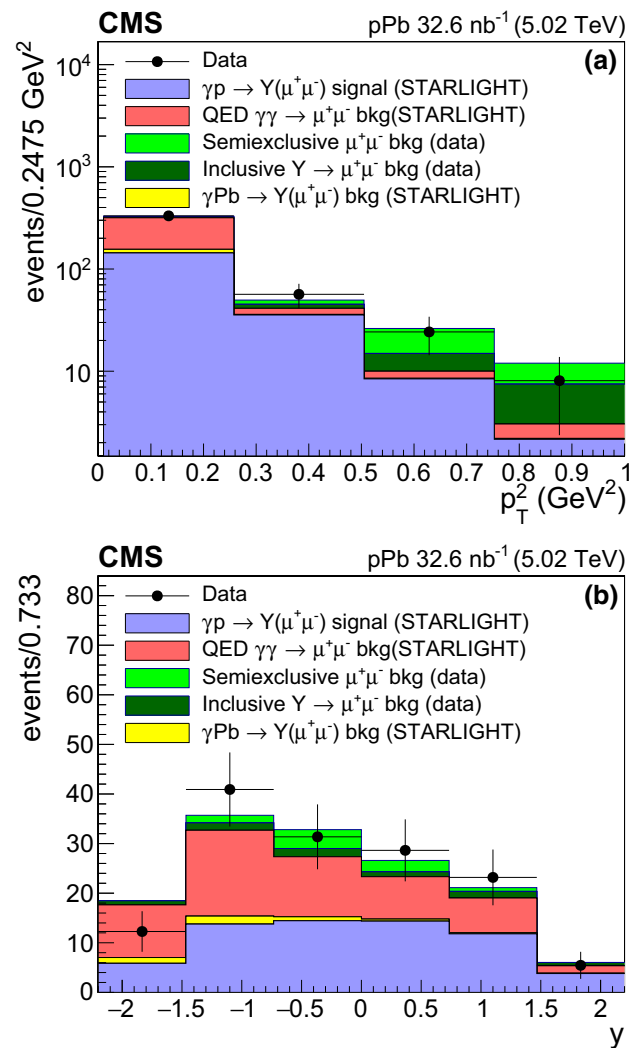 CMS pPb 32.6 nb⁻¹ (5.02 TeV)
(a)
events/0.2475 GeV²
10⁴
10³
10²
10
Data
γp → Υ(μ⁺μ⁻) signal (STARLIGHT)
QED γγ → μ⁺μ⁻ bkg(STARLIGHT)
Semiexclusive μ⁺μ⁻ bkg (data)
Inclusive Υ → μ⁺μ⁻ bkg (data)
γPb → Υ(μ⁺μ⁻) bkg (STARLIGHT)
0 0.1 0.2 0.3 0.4 0.5 0.6 0.7 0.8 0.9 1
p_T² (GeV²)
CMS pPb 32.6 nb⁻¹ (5.02 TeV)
(b)
events/0.733
80
70
60
50
40
30
20
10
0
Data
γp → Υ(μ⁺μ⁻) signal (STARLIGHT)
QED γγ → μ⁺μ⁻ bkg(STARLIGHT)
Semiexclusive μ⁺μ⁻ bkg (data)
Inclusive Υ → μ⁺μ⁻ bkg (data)
γPb → Υ(μ⁺μ⁻) bkg (STARLIGHT)
−2 −1.5 −1 −0.5 0 0.5 1 1.5 2
y